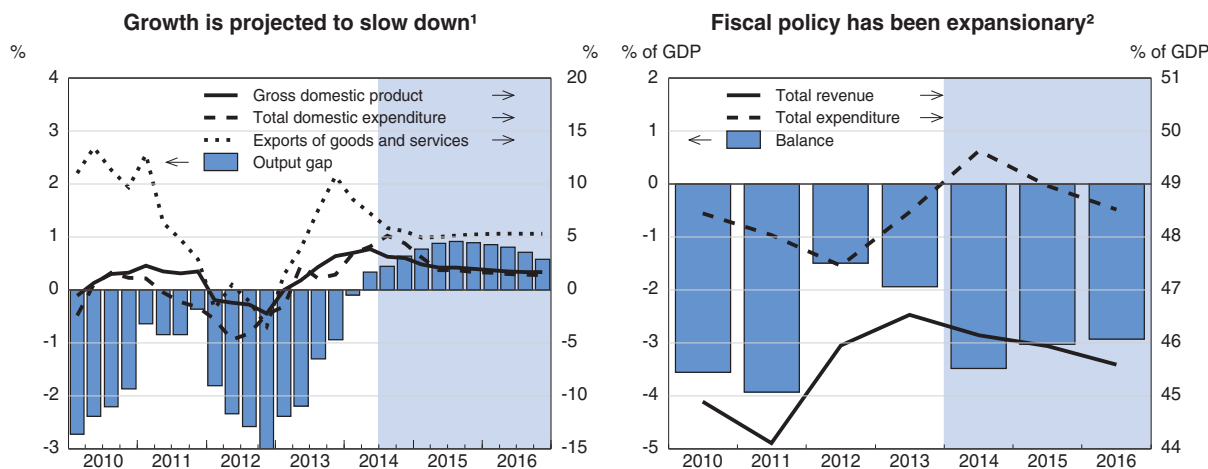 Growth is projected to slow down¹
% %
4 20
3 15
2 10
1 5
0 0
-1 -5
-2 -10
-3 -15
Gross domestic product →
Total domestic expenditure →
Exports of goods and services →
← Output gap
2010 2011 2012 2013 2014 2015 2016
Fiscal policy has been expansionary²
% of GDP % of GDP
2 51
1 50
0 49
-1 48
-2 47
-3 46
-4 45
-5 44
Total revenue →
Total expenditure →
← Balance
2010 2011 2012 2013 2014 2015 2016